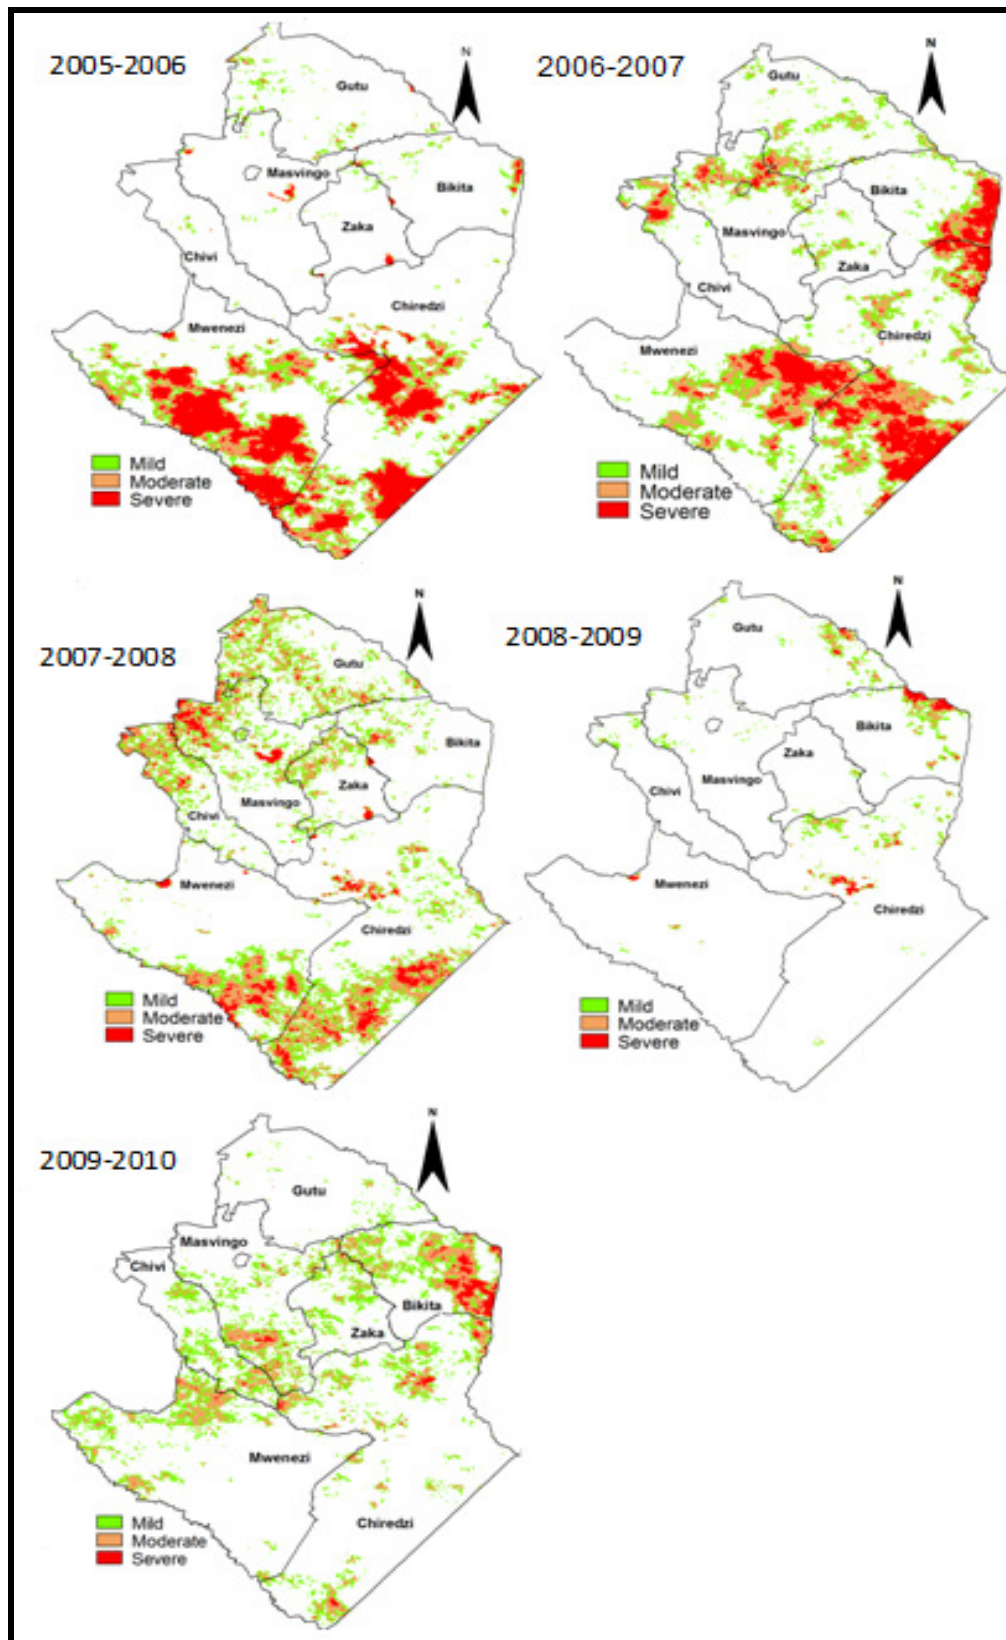 2005-2006
N
Gutu
Masvingo
Bikita
Zaka
Chivi
Chiredzi
Mwenezi
Mild
Moderate
Severe
2006-2007
N
Gutu
Bikita
Masvingo
Zaka
Chivi
Chiredzi
Mwenezi
Mild
Moderate
Severe
2007-2008
N
Gutu
Bikita
Zaka
Masvingo
Chivi
Mwenezi
Chiredzi
Mild
Moderate
Severe
2008-2009
N
Gutu
Bikita
Zaka
Chivi
Masvingo
Mwenezi
Chiredzi
Mild
Moderate
Severe
2009-2010
N
Gutu
Masvingo
Chivi
Bikita
Zaka
Mwenezi
Chiredzi
Mild
Moderate
Severe